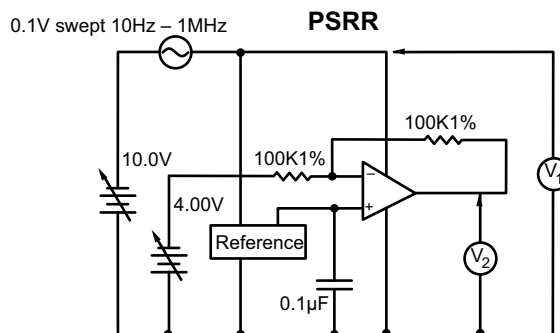 PSRR
0.1V swept 10Hz – 1MHz
100K1%
100K1%
10.0V
4.00V
Reference
0.1µF
–
+
V1
V2